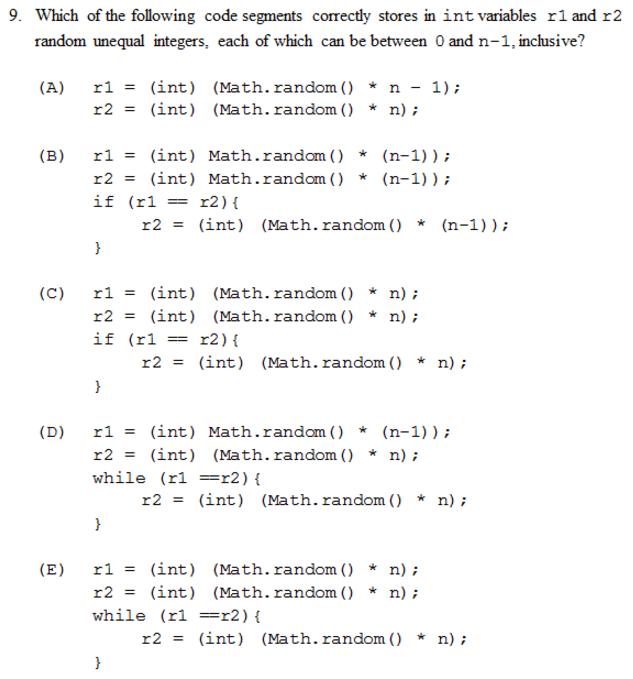 9. Which of the following code segments correctly stores in int variables r1 and r2
random unequal integers, each of which can be between 0 and n-1, inclusive?
(A) r1 = (int) (Math.random() * n - 1);
r2 = (int) (Math.random() * n);
(B) r1 = (int) Math.random() * (n-1));
r2 = (int) Math.random() * (n-1));
if (r1 == r2){
r2 = (int) (Math.random() * (n-1));
}
(C) r1 = (int) (Math.random() * n);
r2 = (int) (Math.random() * n);
if (r1 == r2){
r2 = (int) (Math.random() * n);
}
(D) r1 = (int) Math.random() * (n-1));
r2 = (int) (Math.random() * n);
while (r1 ==r2){
r2 = (int) (Math.random() * n);
}
(E) r1 = (int) (Math.random() * n);
r2 = (int) (Math.random() * n);
while (r1 ==r2){
r2 = (int) (Math.random() * n);
}